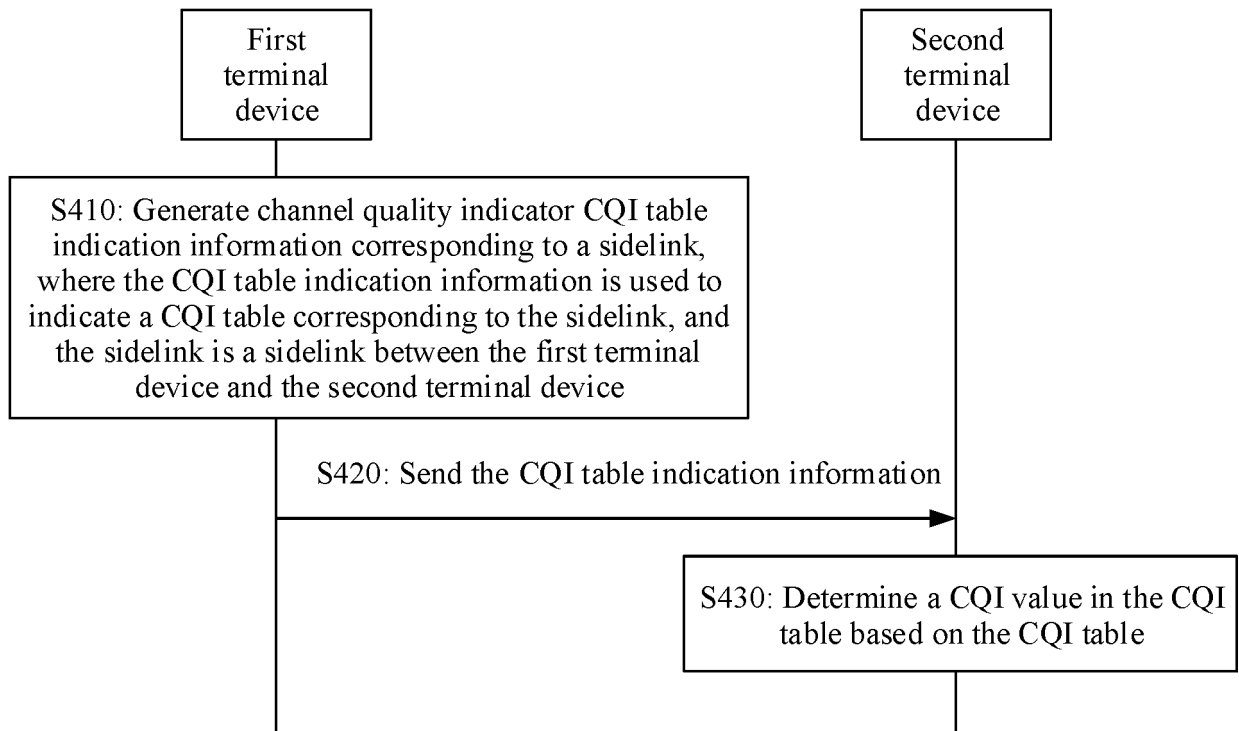 First
terminal
device
Second
terminal
device
S410: Generate channel quality indicator CQI table
indication information corresponding to a sidelink,
where the CQI table indication information is used to
indicate a CQI table corresponding to the sidelink, and
the sidelink is a sidelink between the first terminal
device and the second terminal device
S420: Send the CQI table indication information
S430: Determine a CQI value in the CQI
table based on the CQI table